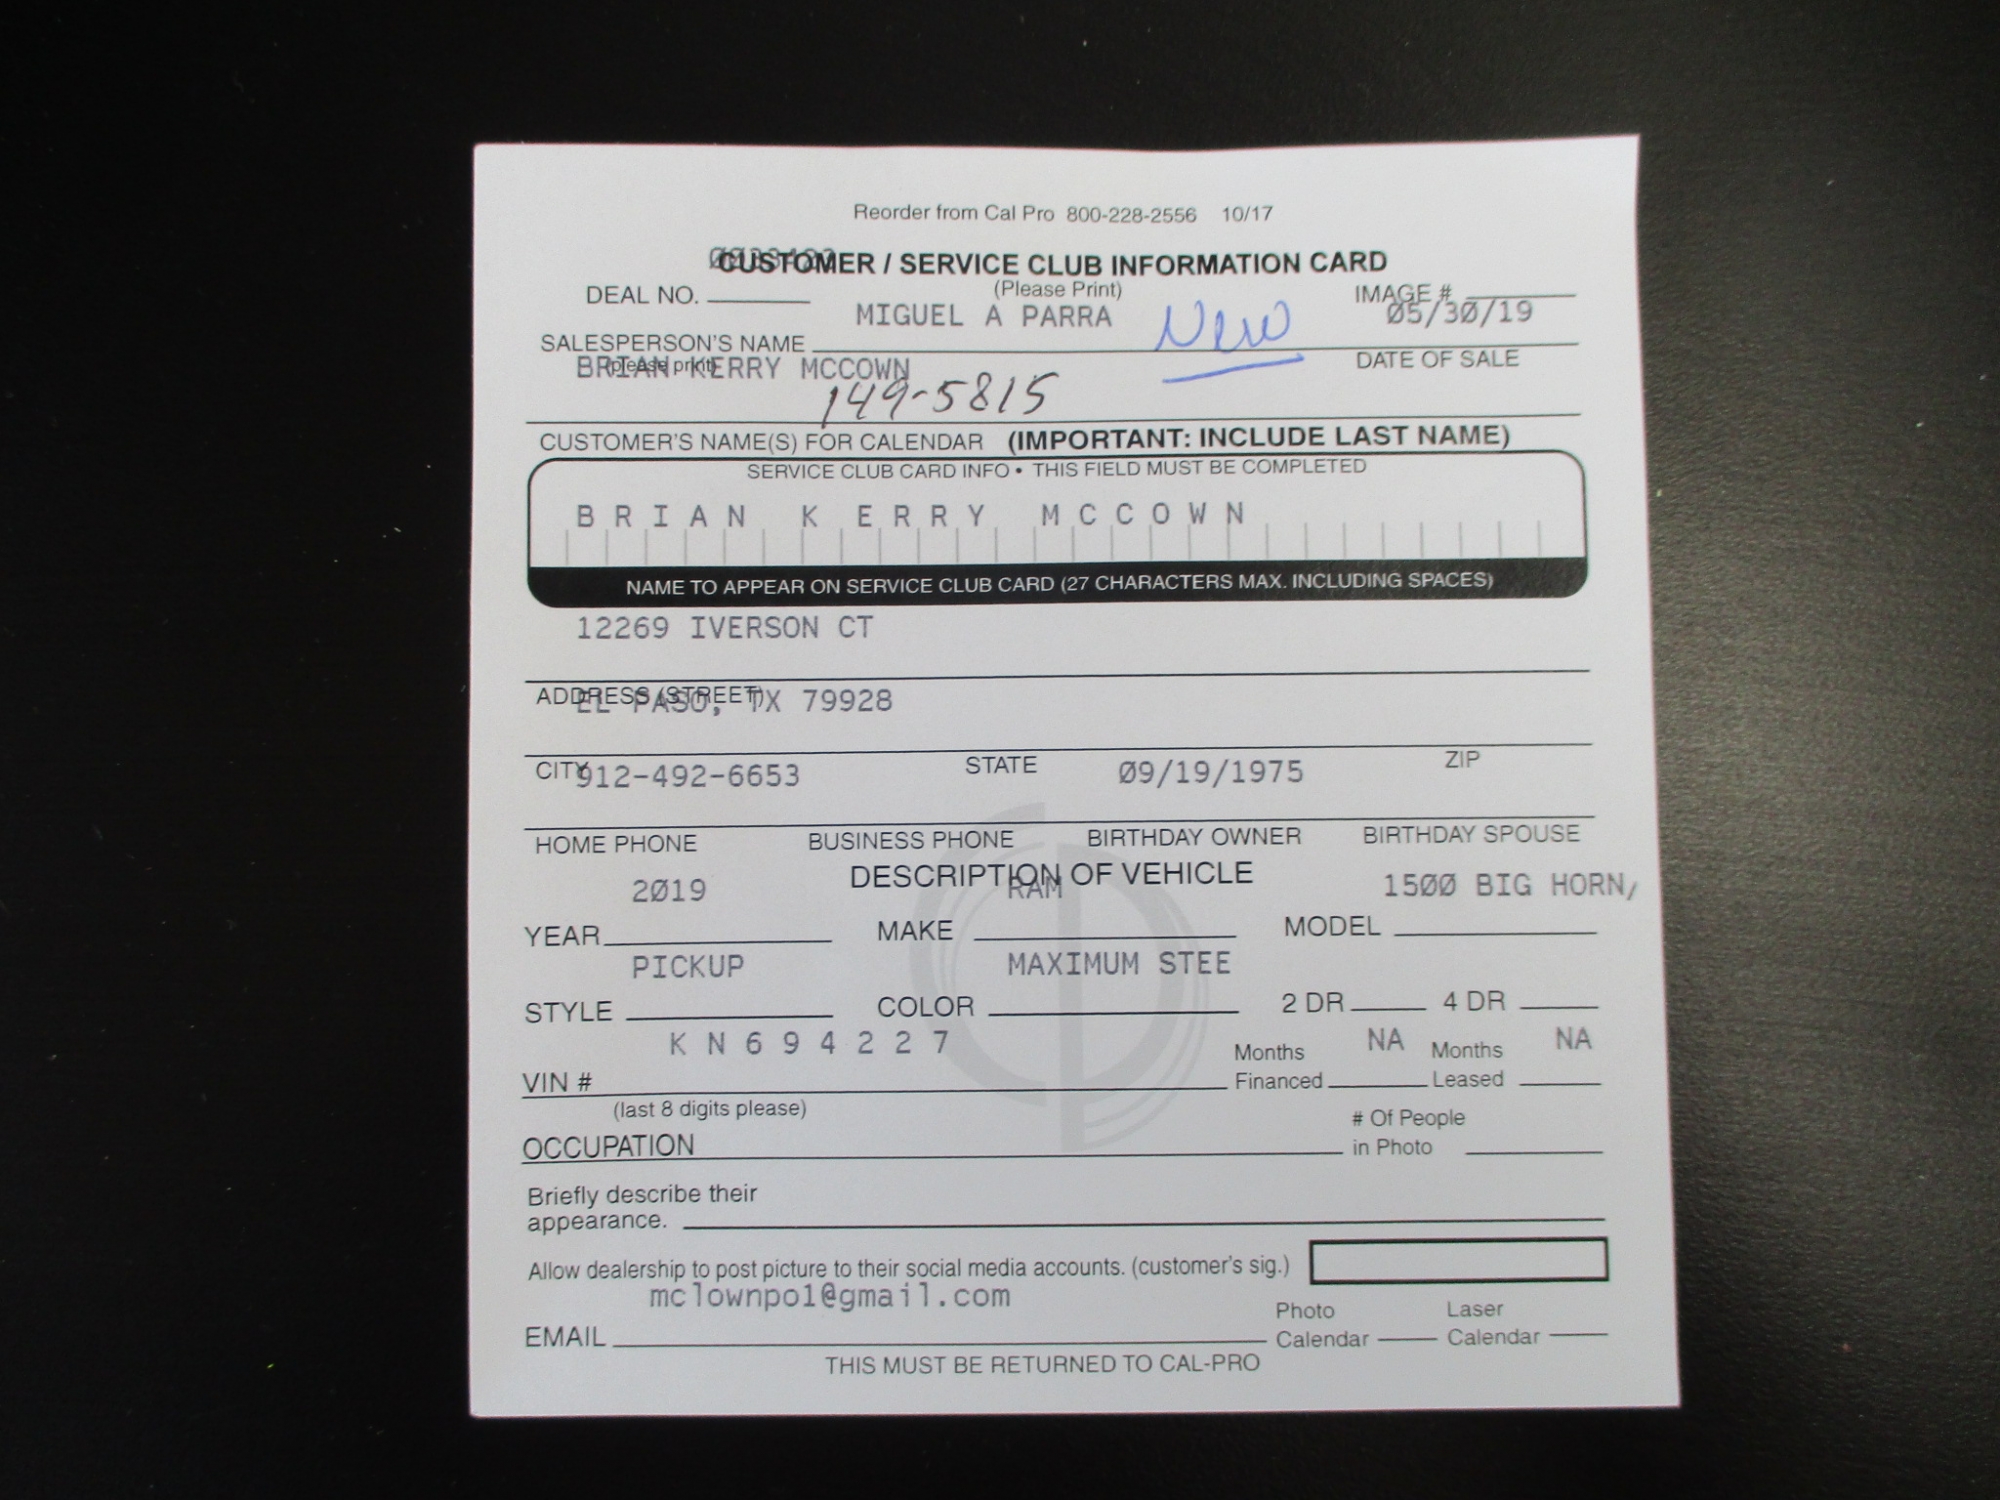 Reorder from Cal Pro 800-228-2556 10/17
CUSTOMER / SERVICE CLUB INFORMATION CARD
DEAL NO. (Please Print) IMAGE #
MIGUEL A PARRA New 05/30/19
SALESPERSON'S NAME
(please print) DATE OF SALE
BRIAN KERRY MCCOWN
149-5815
CUSTOMER'S NAME(S) FOR CALENDAR (IMPORTANT: INCLUDE LAST NAME)
SERVICE CLUB CARD INFO • THIS FIELD MUST BE COMPLETED
BRIAN KERRY MCCOWN
NAME TO APPEAR ON SERVICE CLUB CARD (27 CHARACTERS MAX. INCLUDING SPACES)
12269 IVERSON CT
ADDRESS (STREET)
EL PASO, TX 79928
CITY STATE ZIP
912-492-6653 09/19/1975
HOME PHONE BUSINESS PHONE BIRTHDAY OWNER BIRTHDAY SPOUSE
DESCRIPTION OF VEHICLE
2019 RAM 1500 BIG HORN/
YEAR MAKE MODEL
PICKUP MAXIMUM STEE
STYLE COLOR 2 DR 4 DR
KN694227 Months NA Months NA
VIN # Financed Leased
(last 8 digits please) # Of People
OCCUPATION in Photo
Briefly describe their
appearance.
Allow dealership to post picture to their social media accounts. (customer's sig.)
mclownpo1@gmail.com Photo Laser
EMAIL Calendar Calendar
THIS MUST BE RETURNED TO CAL-PRO